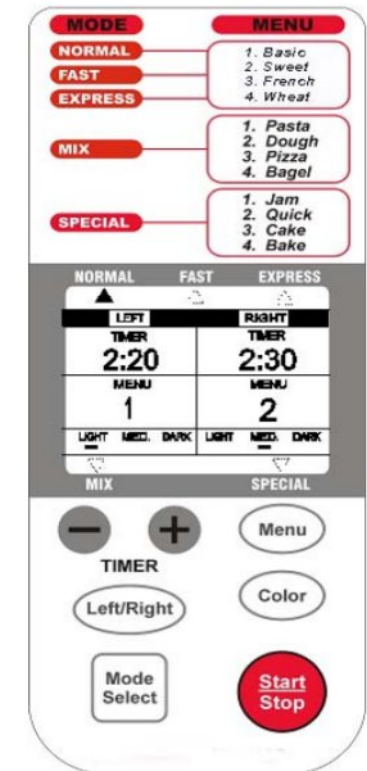 MODE MENU
NORMAL
FAST
EXPRESS
1. Basic
2. Sweet
3. French
4. Wheat
MIX
1. Pasta
2. Dough
3. Pizza
4. Bagel
SPECIAL
1. Jam
2. Quick
3. Cake
4. Bake
NORMAL FAST EXPRESS
LEFT RIGHT
TIMER TIMER
2:20 2:30
MENU MENU
1 2
LIGHT MED. DARK LIGHT MED. DARK
MIX SPECIAL
− + Menu
TIMER
Left/Right Color
Mode
Select
Start
Stop